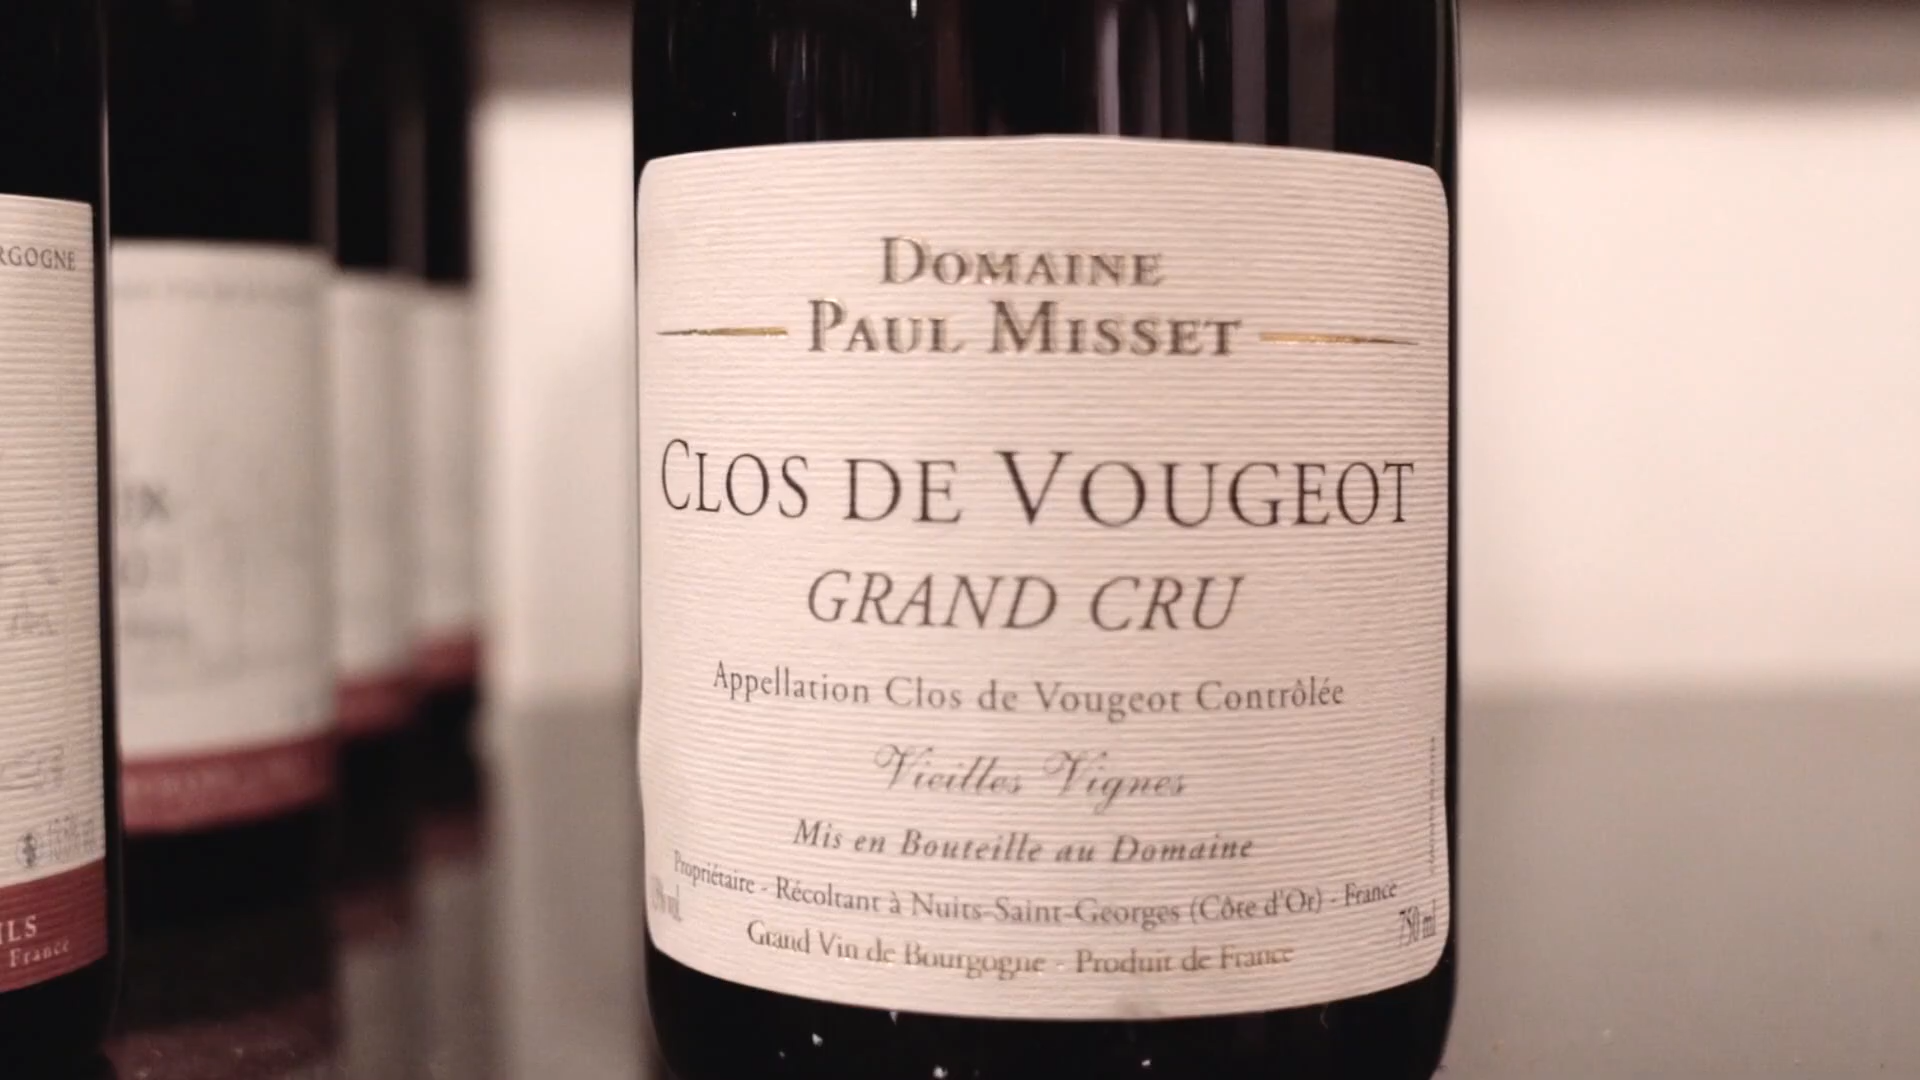 DOMAINE
PAUL MISSET
CLOS DE VOUGEOT
GRAND CRU
Appellation Clos de Vougeot Contrôlée
Vieilles Vignes
Mis en Bouteille au Domaine
Propriétaire - Récoltant à Nuits-Saint-Georges (Côte d'Or) - France
750 ml
Grand Vin de Bourgogne - Produit de France
France